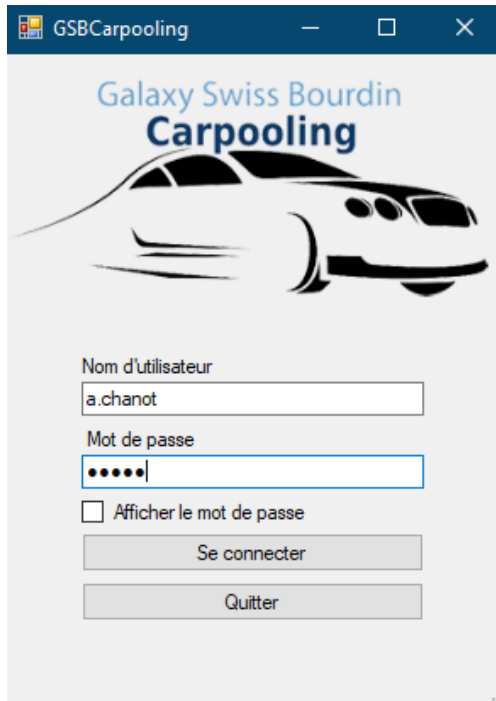 GSBCarpooling
Galaxy Swiss Bourdin
Carpooling
Nom d'utilisateur
a.chanot
Mot de passe
●●●●●
Afficher le mot de passe
Se connecter
Quitter